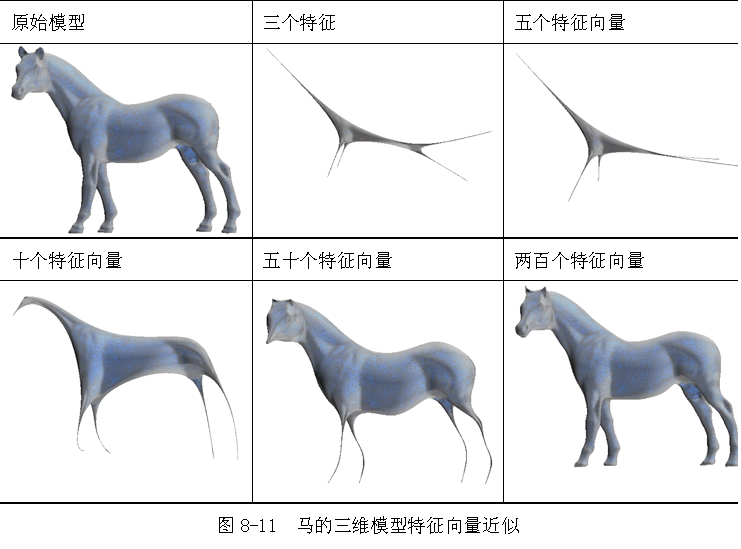 原始模型
三个特征
五个特征向量
十个特征向量
五十个特征向量
两百个特征向量
图 8-11 马的三维模型特征向量近似